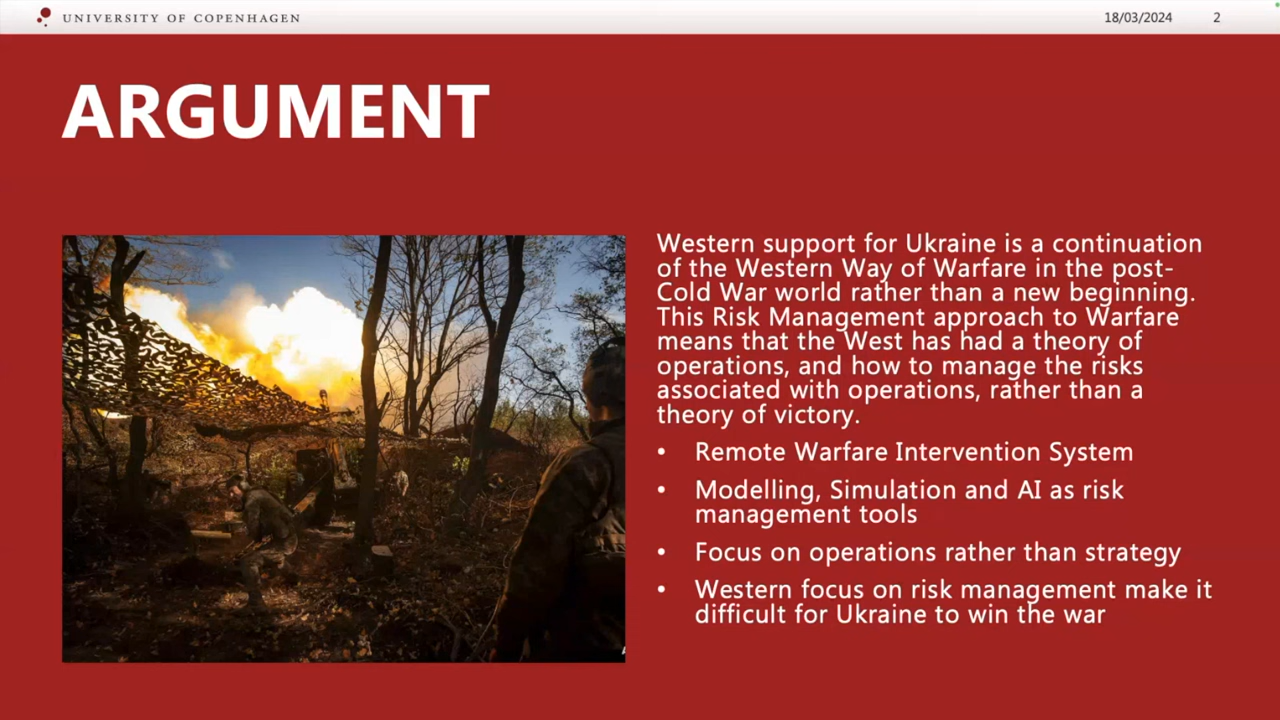 UNIVERSITY OF COPENHAGEN
18/03/2024
2
ARGUMENT
Western support for Ukraine is a continuation
of the Western Way of Warfare in the post-
Cold War world rather than a new beginning.
This Risk Management approach to Warfare
means that the West has had a theory of
operations, and how to manage the risks
associated with operations, rather than a
theory of victory.
• Remote Warfare Intervention System
• Modelling, Simulation and AI as risk
management tools
• Focus on operations rather than strategy
• Western focus on risk management make it
difficult for Ukraine to win the war